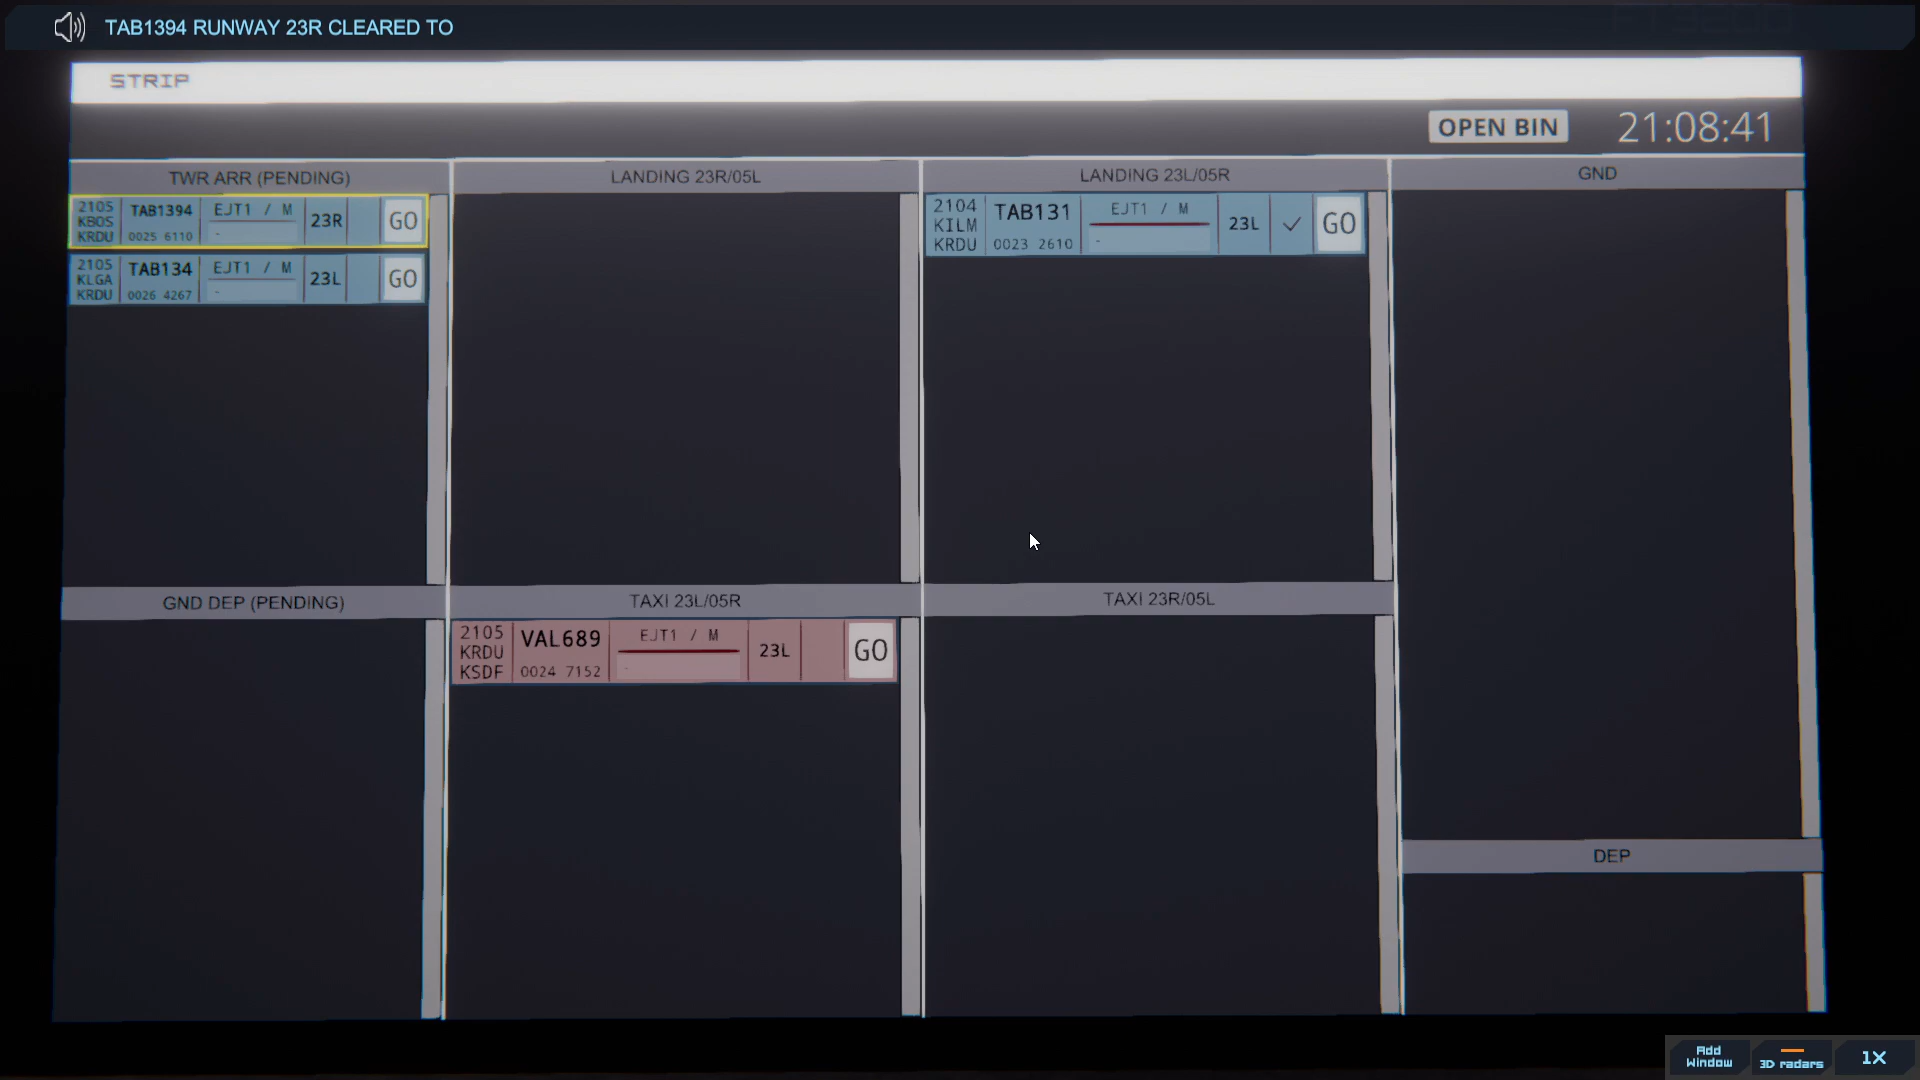 TAB1394 RUNWAY 23R CLEARED TO
STRIP
OPEN BIN 21:08:41
TWR ARR (PENDING) LANDING 23R/05L LANDING 23L/05R GND
2105 KBOS KRDU TAB1394 0025 6110 EJT1 / M - 23R GO
2104 KILM KRDU TAB131 0023 2610 EJT1 / M - 23L ✓ GO
2105 KLGA KRDU TAB134 0026 4267 EJT1 / M - 23L GO
GND DEP (PENDING) TAXI 23L/05R TAXI 23R/05L
2105 KRDU KSDF VAL689 0024 7152 EJT1 / M - 23L GO
DEP
Add Window 3D radars 1X